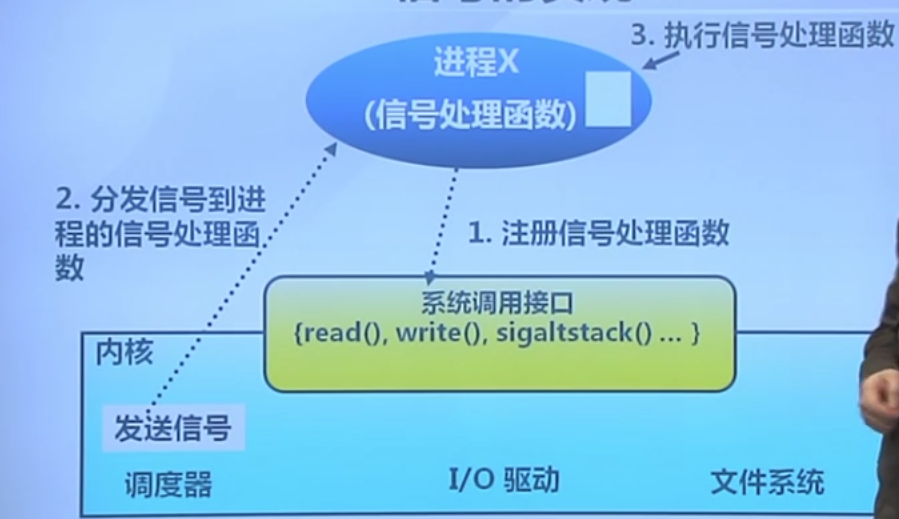 3. 执行信号处理函数
进程X
(信号处理函数)
2. 分发信号到进
程的信号处理函
数
1. 注册信号处理函数
系统调用接口
{read(), write(), sigaltstack() ... }
内核
发送信号
调度器
I/O 驱动
文件系统